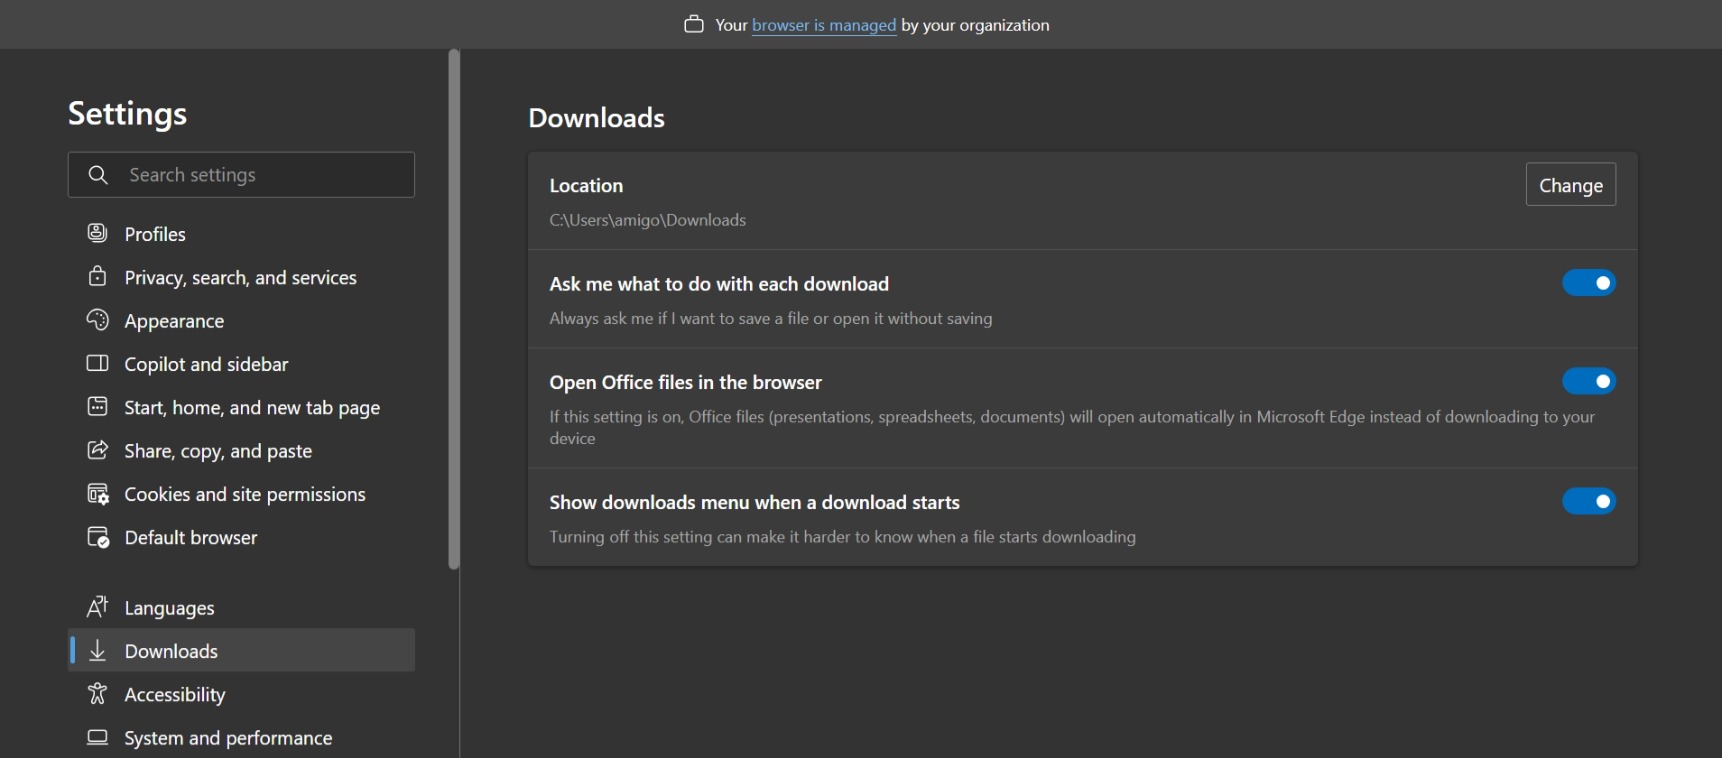 Your browser is managed by your organization
Settings
Search settings
Profiles
Privacy, search, and services
Appearance
Copilot and sidebar
Start, home, and new tab page
Share, copy, and paste
Cookies and site permissions
Default browser
Languages
Downloads
Accessibility
System and performance
Downloads
Location
Change
C:\Users\amigo\Downloads
Ask me what to do with each download
Always ask me if I want to save a file or open it without saving
Open Office files in the browser
If this setting is on, Office files (presentations, spreadsheets, documents) will open automatically in Microsoft Edge instead of downloading to your
device
Show downloads menu when a download starts
Turning off this setting can make it harder to know when a file starts downloading